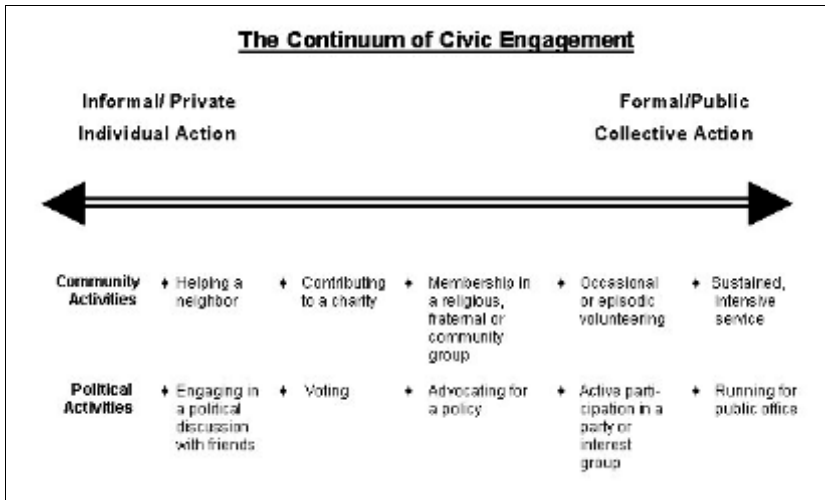 The Continuum of Civic Engagement
Informal/ Private
Individual Action
Formal/Public
Collective Action
Community
Activities
♦ Helping a
neighbor
♦ Contributing
to a charity
♦ Membership in
a religious,
fraternal or
community
group
♦ Occasional
or episodic
volunteering
♦ Sustained,
intensive
service
Political
Activities
♦ Engaging in
a political
discussion
with friends
♦ Voting
♦ Advocating for
a policy
♦ Active parti-
cipation in a
party or
interest
group
♦ Running for
public office